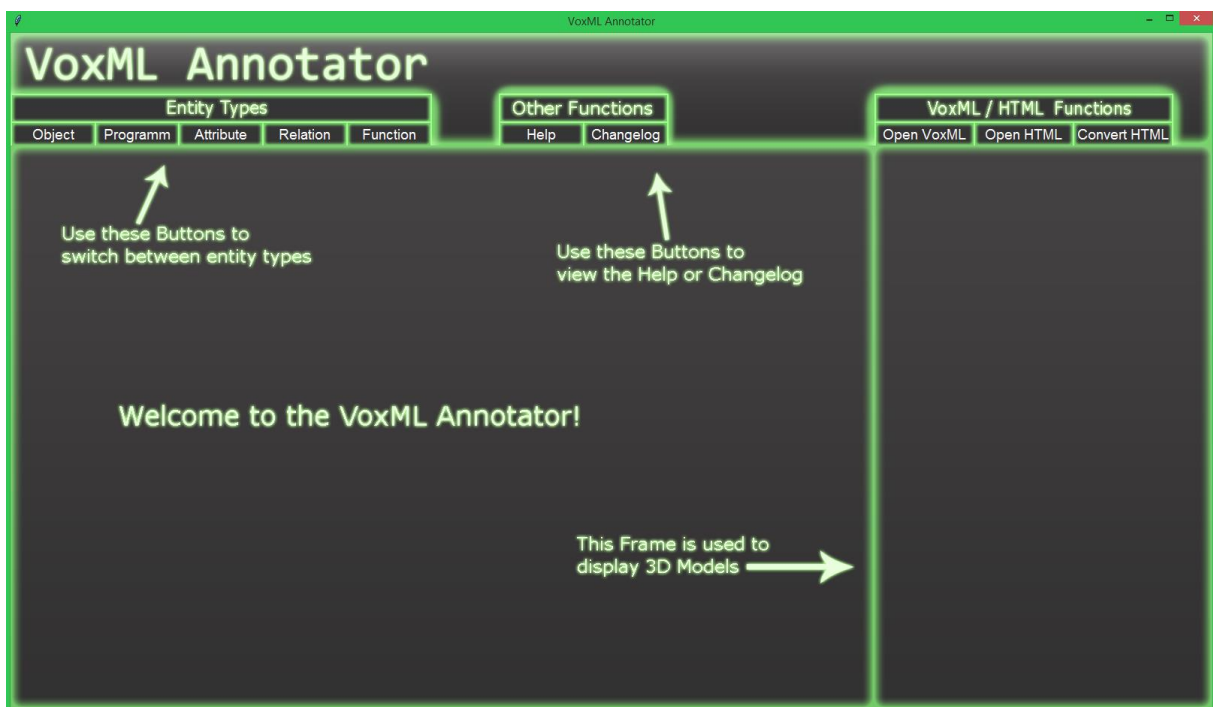 VoxML Annotator
VoxML Annotator
Entity Types
Other Functions
VoxML / HTML Functions
Object Programm Attribute Relation Function
Help Changelog
Open VoxML Open HTML Convert HTML
Use these Buttons to
switch between entity types
Use these Buttons to
view the Help or Changelog
Welcome to the VoxML Annotator!
This Frame is used to
display 3D Models